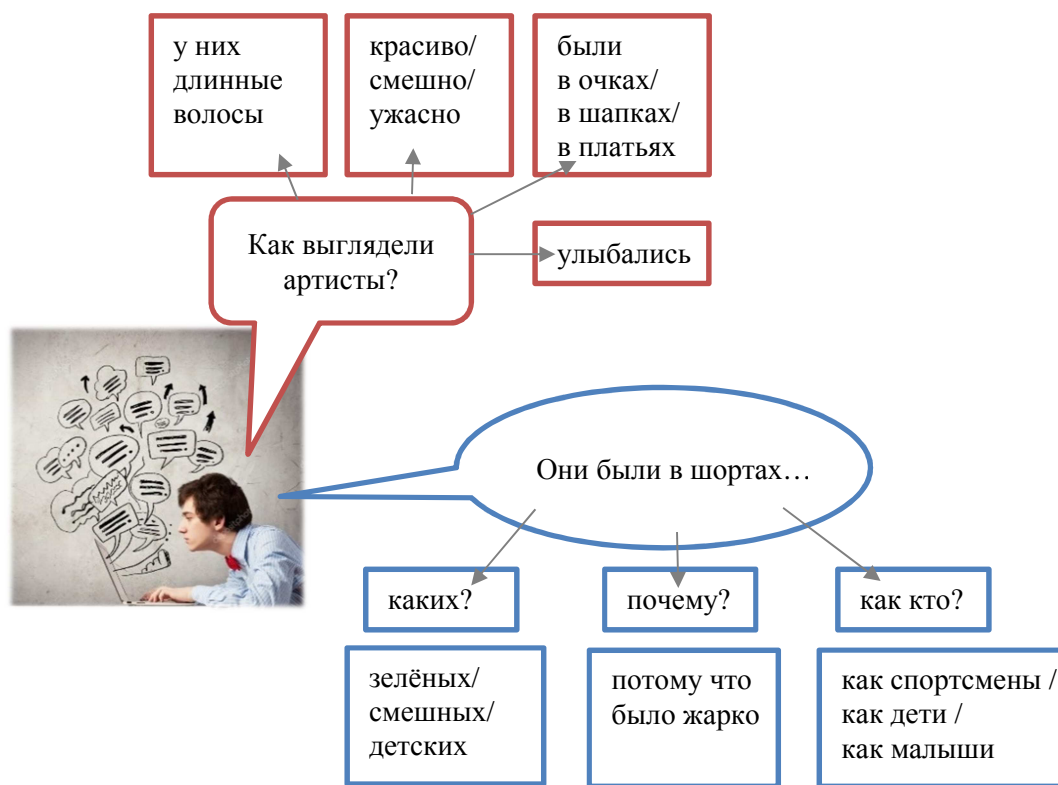 у них
длинные
волосы
красиво/
смешно/
ужасно
были
в очках/
в шапках/
в платьях
Как выглядели
артисты?
улыбались
Они были в шортах…
каких?
почему?
как кто?
зелёных/
смешных/
детских
потому что
было жарко
как спортсмены /
как дети /
как малыши